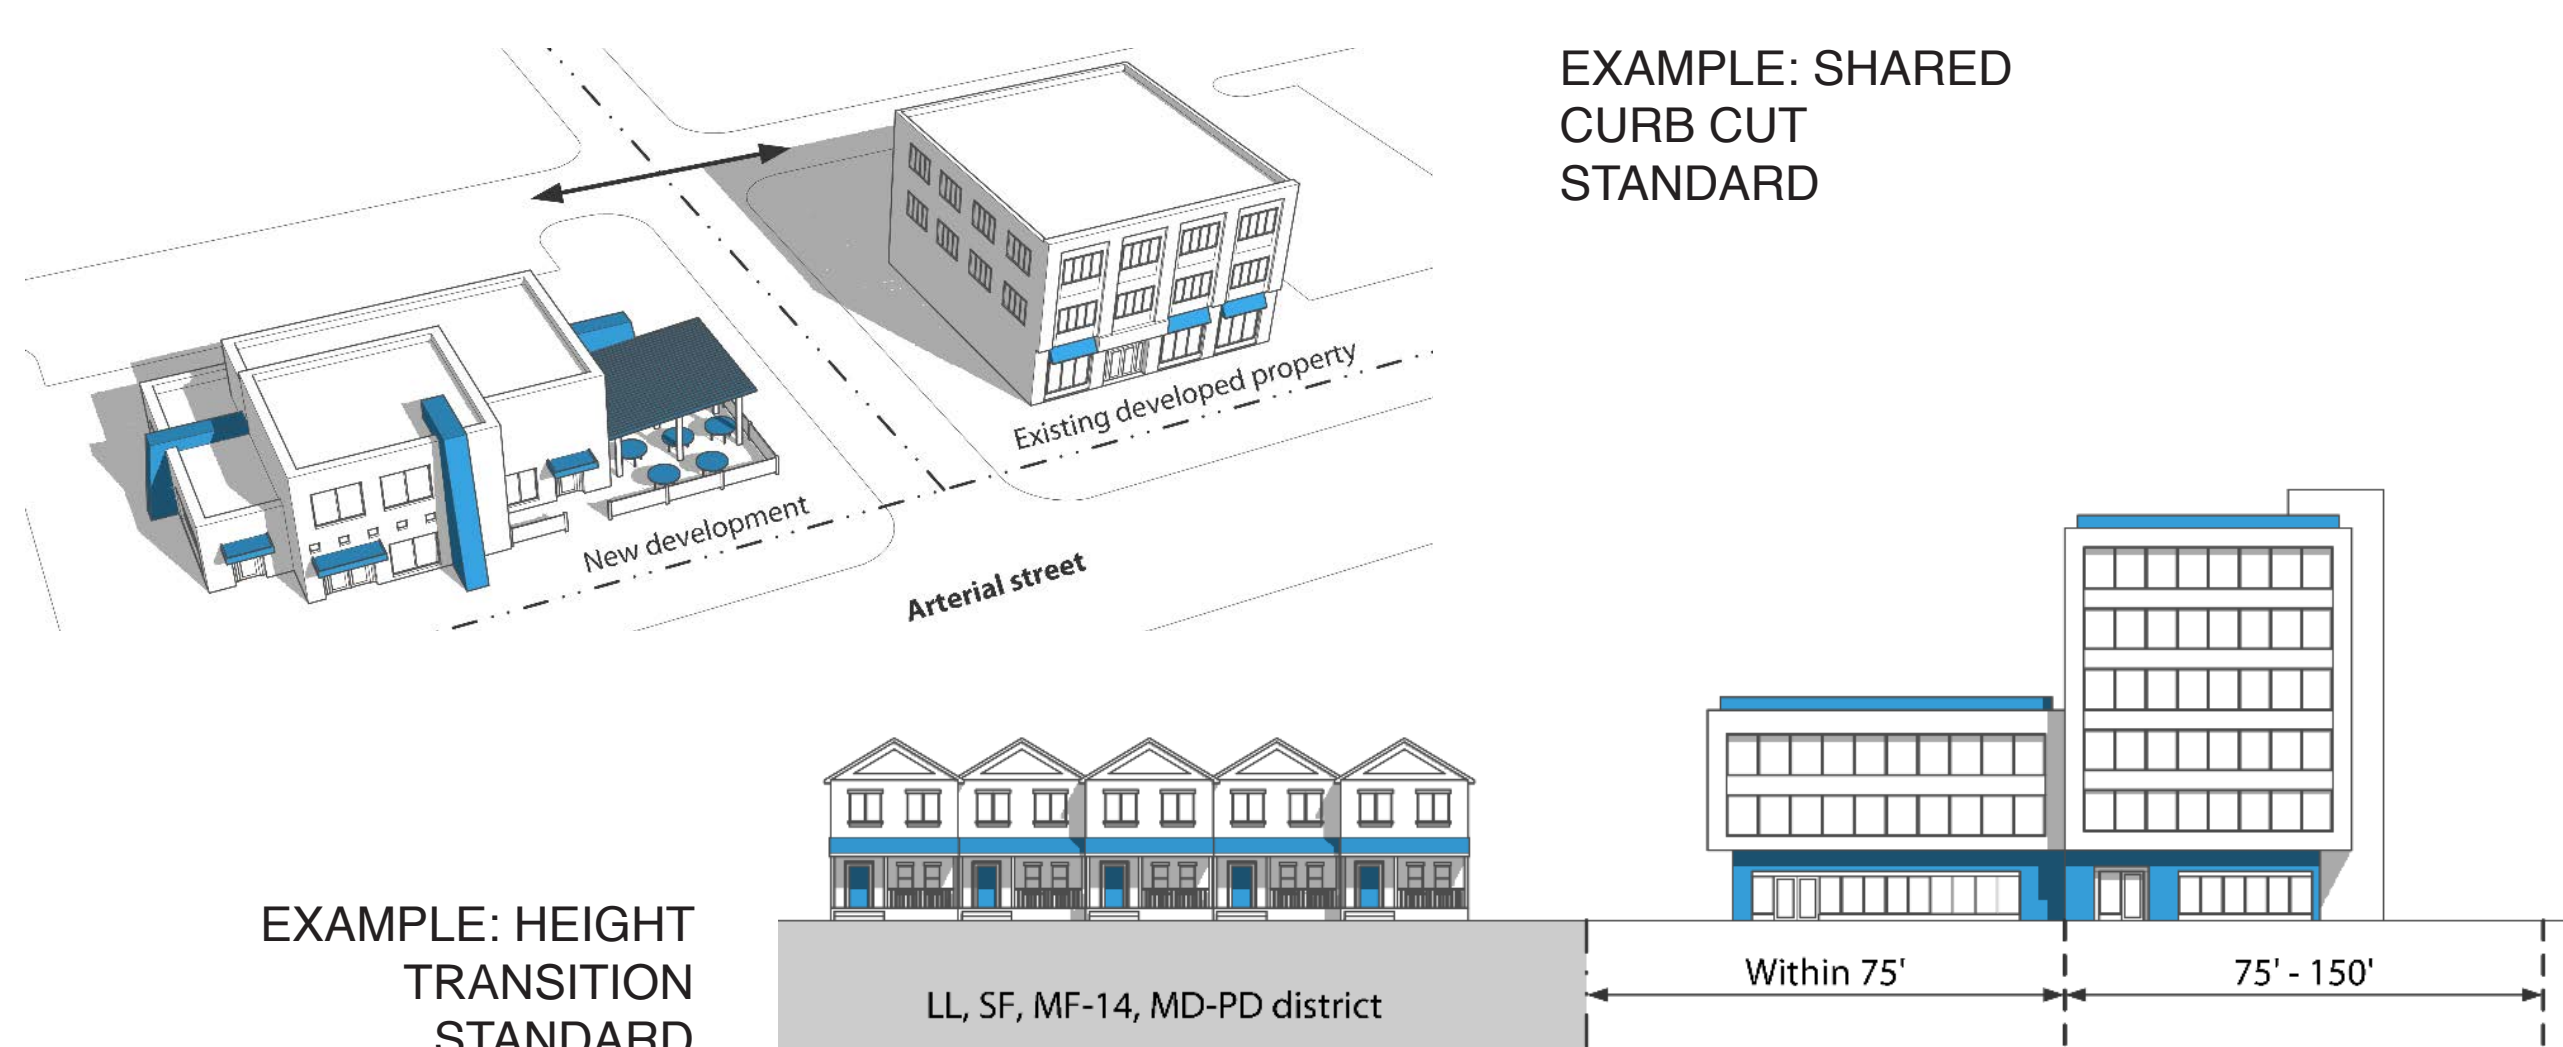 EXAMPLE: SHARED
CURB CUT
STANDARD
Existing developed property
New development
Arterial street
EXAMPLE: HEIGHT
TRANSITION
STANDARD
LL, SF, MF-14, MD-PD district
Within 75'
75' - 150'